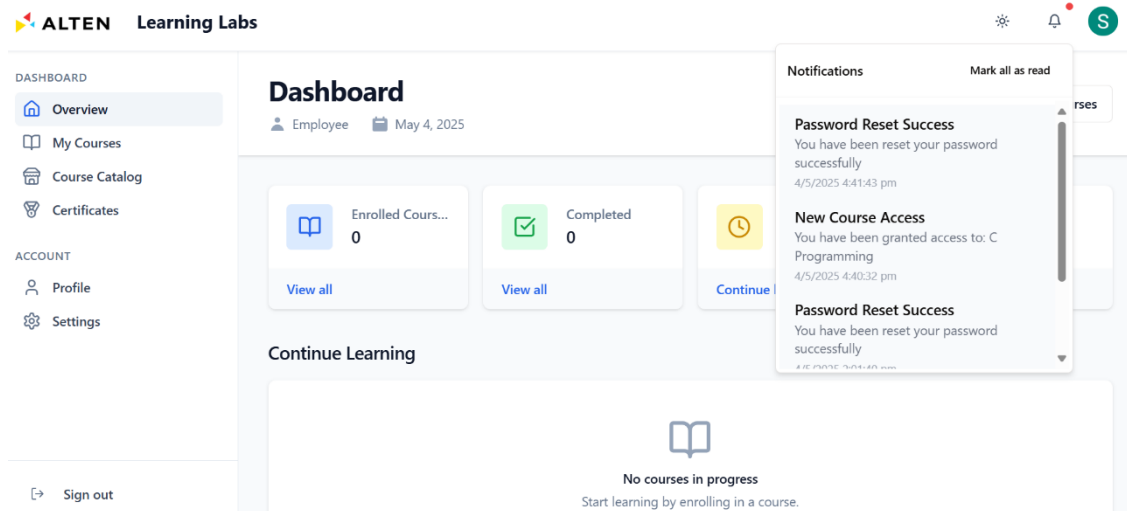 ALTEN Learning Labs
S
DASHBOARD
Overview
My Courses
Course Catalog
Certificates
ACCOUNT
Profile
Settings
Sign out
Dashboard
Employee May 4, 2025
rses
Enrolled Cours...
0
View all
Completed
0
View all
Continue
Notifications Mark all as read
Password Reset Success
You have been reset your password
successfully
4/5/2025 4:41:43 pm
New Course Access
You have been granted access to: C
Programming
4/5/2025 4:40:32 pm
Password Reset Success
You have been reset your password
successfully
Continue Learning
No courses in progress
Start learning by enrolling in a course.